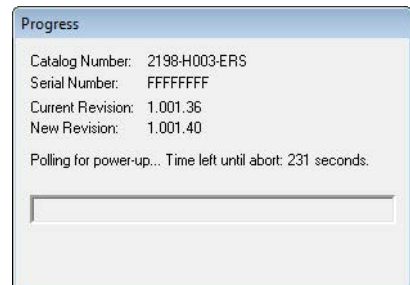 Progress
Catalog Number: 2198-H003-ERS
Serial Number: FFFFFFFF
Current Revision: 1.001.36
New Revision: 1.001.40
Polling for power-up... Time left until abort: 231 seconds.